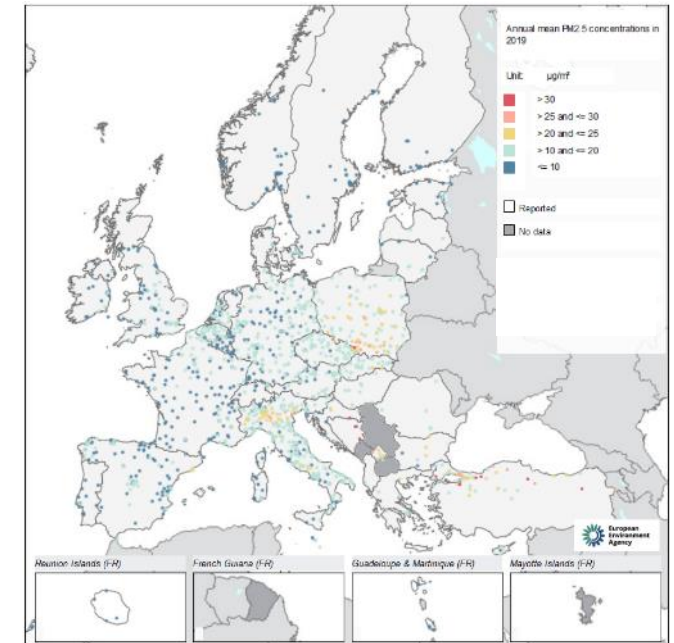 Annual mean PM2.5 concentrations in
2019
Unit: µg/m³
> 30
> 25 and <= 30
> 20 and <= 25
> 10 and <= 20
<= 10
Reported
No data
European
Environment
Agency
Reunion Islands (FR)
French Guiana (FR)
Guadeloupe & Martinique (FR)
Mayotte Islands (FR)